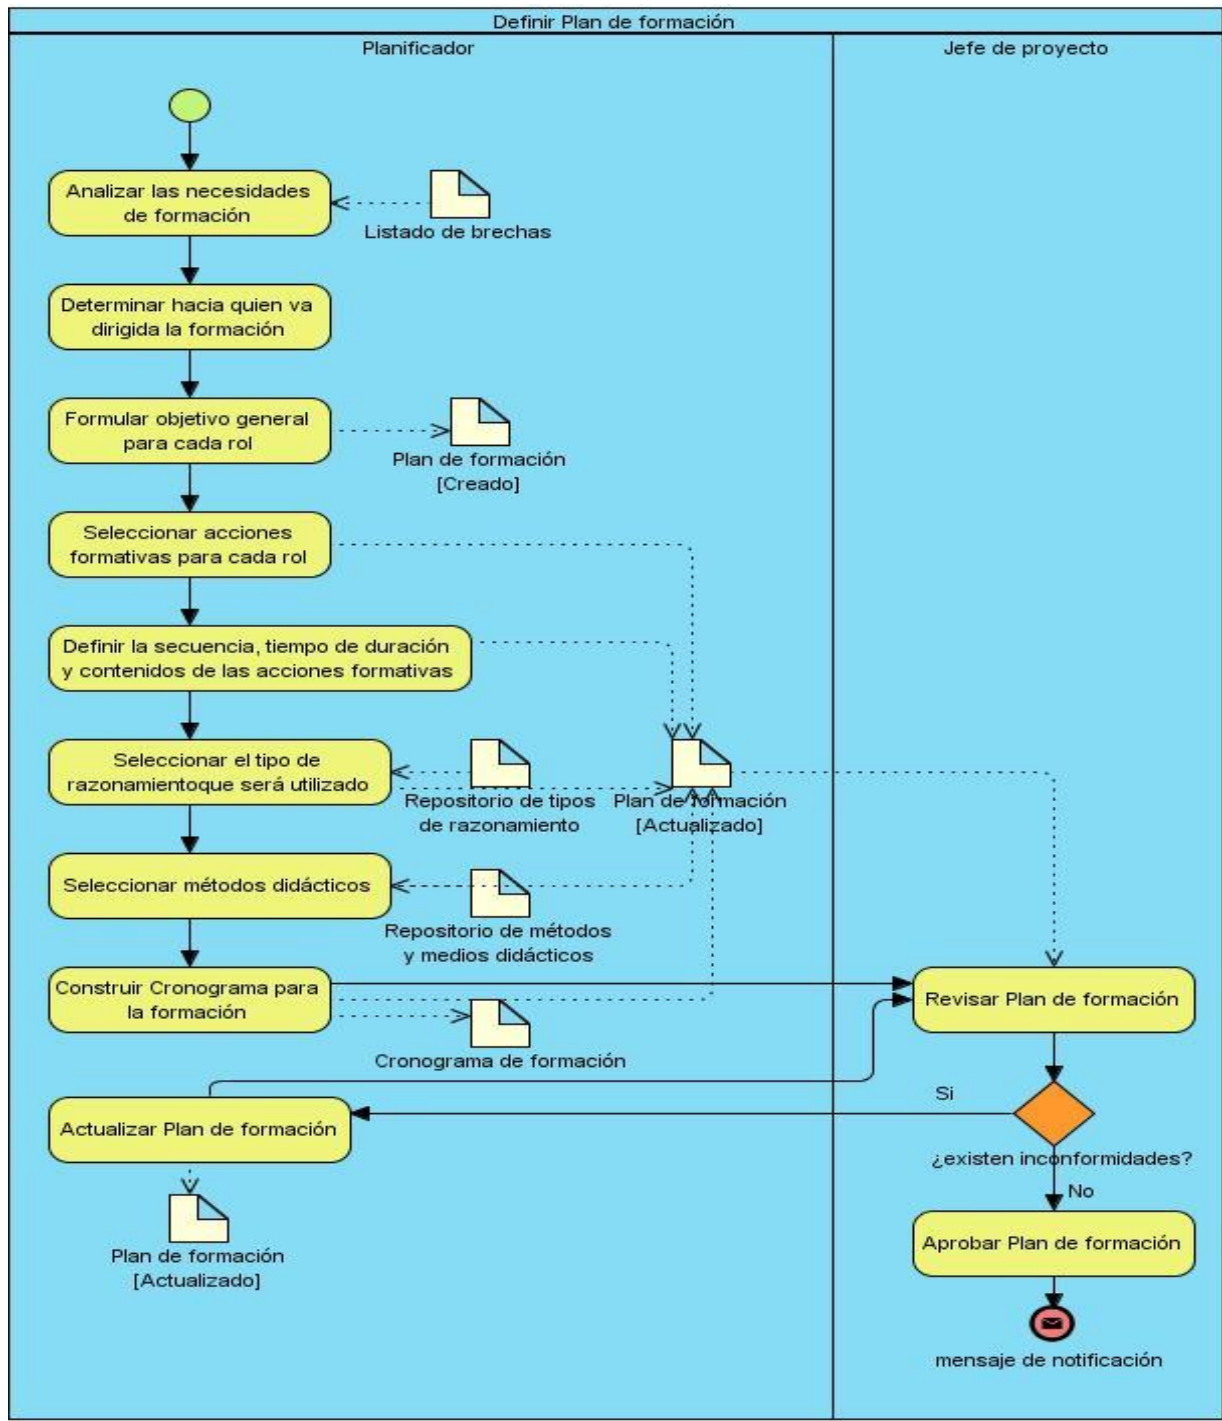 Definir Plan de formación
Planificador
Jefe de proyecto
Analizar las necesidades
de formación
Listado de brechas
Determinar hacia quien va
dirigida la formación
Formular objetivo general
para cada rol
Plan de formación
[Creado]
Seleccionar acciones
formativas para cada rol
Definir la secuencia, tiempo de duración
y contenidos de las acciones formativas
Seleccionar el tipo de
razonamientoque será utilizado
Repositorio de tipos
de razonamiento
Plan de formación
[Actualizado]
Seleccionar métodos didácticos
Repositorio de métodos
y medios didácticos
Construir Cronograma para
la formación
Cronograma de formación
Revisar Plan de formación
Si
¿existen inconformidades?
Actualizar Plan de formación
No
Plan de formación
[Actualizado]
Aprobar Plan de formación
mensaje de notificación